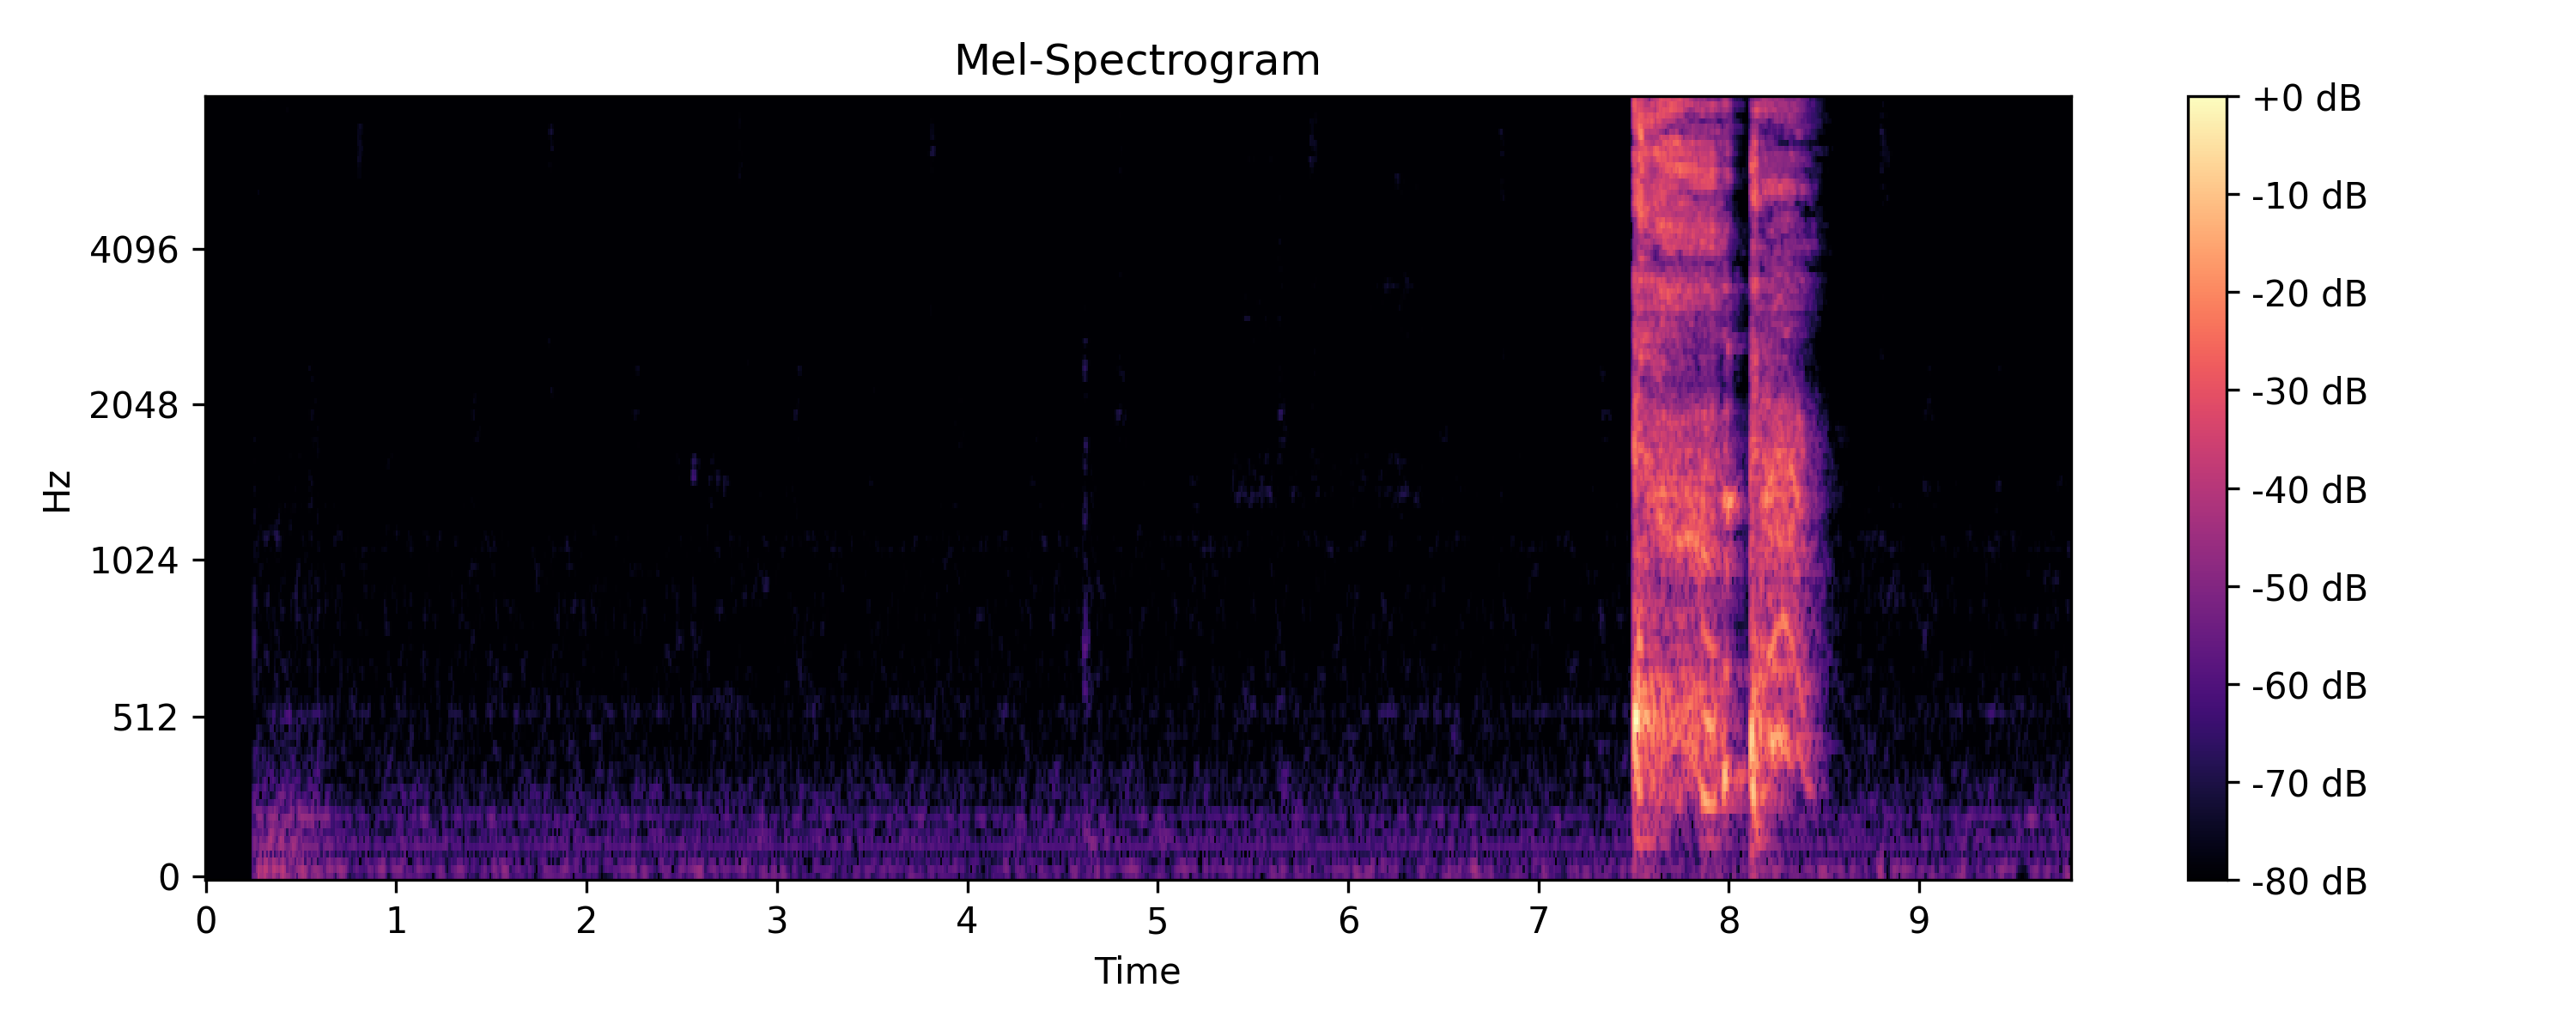 Mel-Spectrogram
+0 dB
-10 dB
-20 dB
-30 dB
-40 dB
-50 dB
-60 dB
-70 dB
-80 dB
Hz
4096
2048
1024
512
0
0 1 2 3 4 5 6 7 8 9
Time